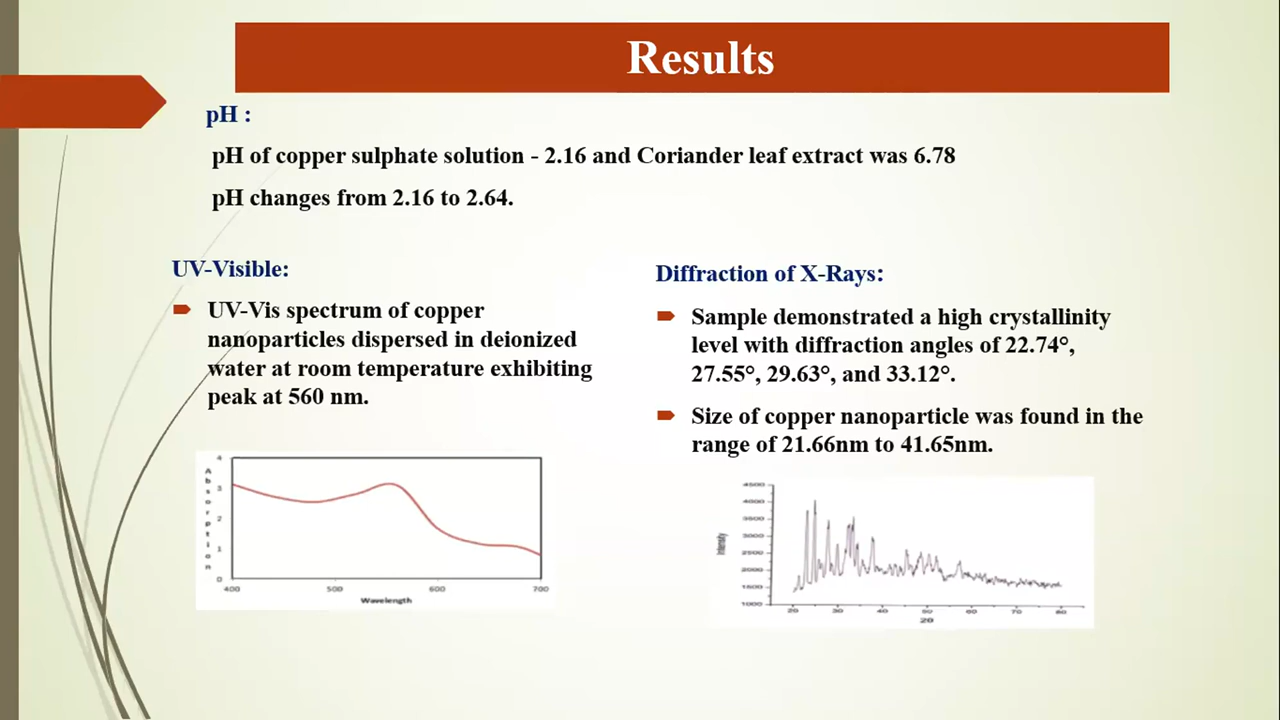 Results
pH :
pH of copper sulphate solution - 2.16 and Coriander leaf extract was 6.78
pH changes from 2.16 to 2.64.
UV-Visible:
UV-Vis spectrum of copper
nanoparticles dispersed in deionized
water at room temperature exhibiting
peak at 560 nm.
Absorption
4
3
2
1
0
400 500 600 700
Wavelength
Diffraction of X-Rays:
Sample demonstrated a high crystallinity
level with diffraction angles of 22.74°,
27.55°, 29.63°, and 33.12°.
Size of copper nanoparticle was found in the
range of 21.66nm to 41.65nm.
Intensity
4500
4000
3500
3000
2500
2000
1500
1000
20 30 40 50 60 70 80
2θ